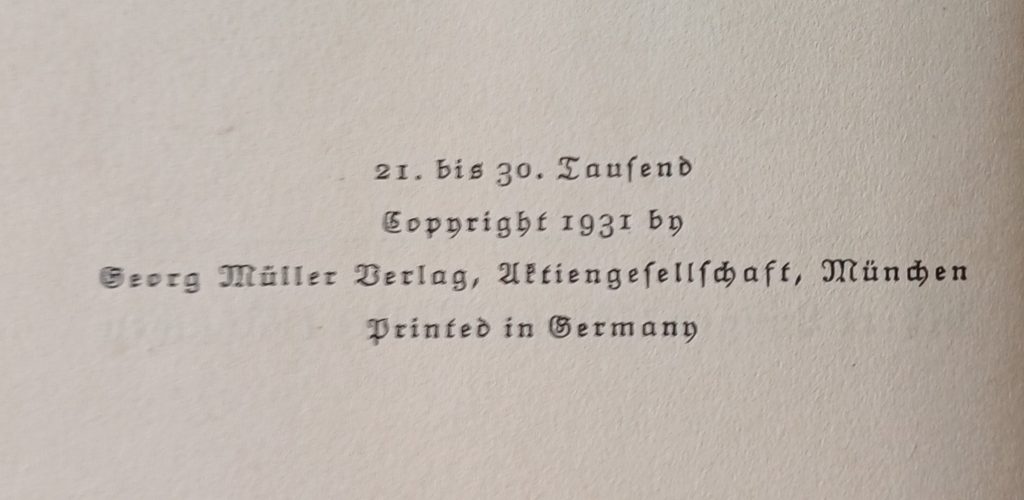 21. bis 30. Tauſend
Copyright 1931 by
Georg Müller Verlag, Aktiengeſellſchaft, München
Printed in Germany